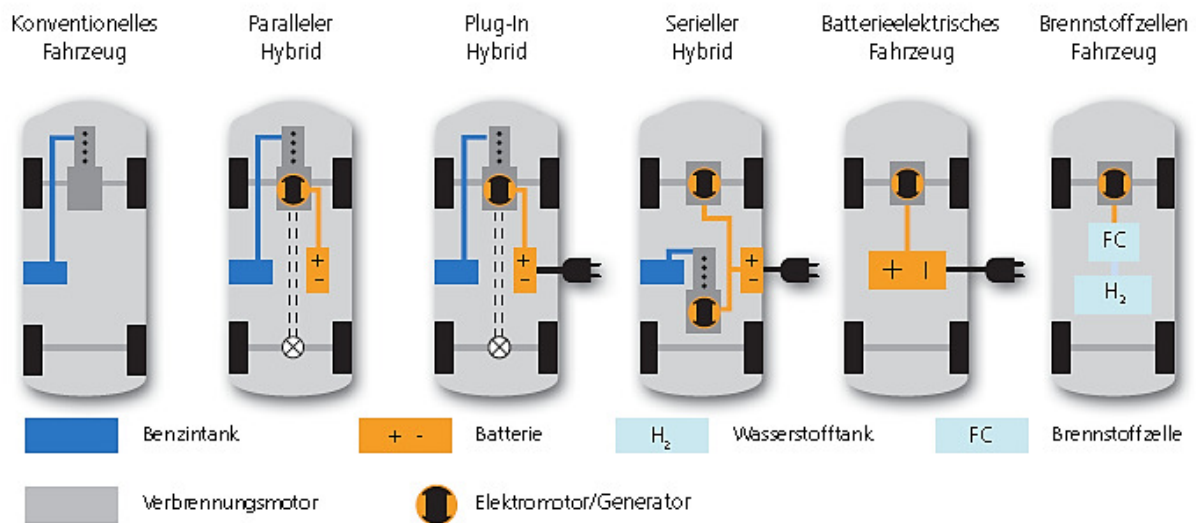 Konventionelles
Fahrzeug
Paralleler
Hybrid
Plug-In
Hybrid
Serieller
Hybrid
Batterieelektrisches
Fahrzeug
Brennstoffzellen
Fahrzeug
+
-
+
-
+
-
+ -
FC
H₂
Benzintank
+ -
Batterie
H₂
Wasserstofftank
FC
Brennstoffzelle
Verbrennungsmotor
Elektromotor/Generator